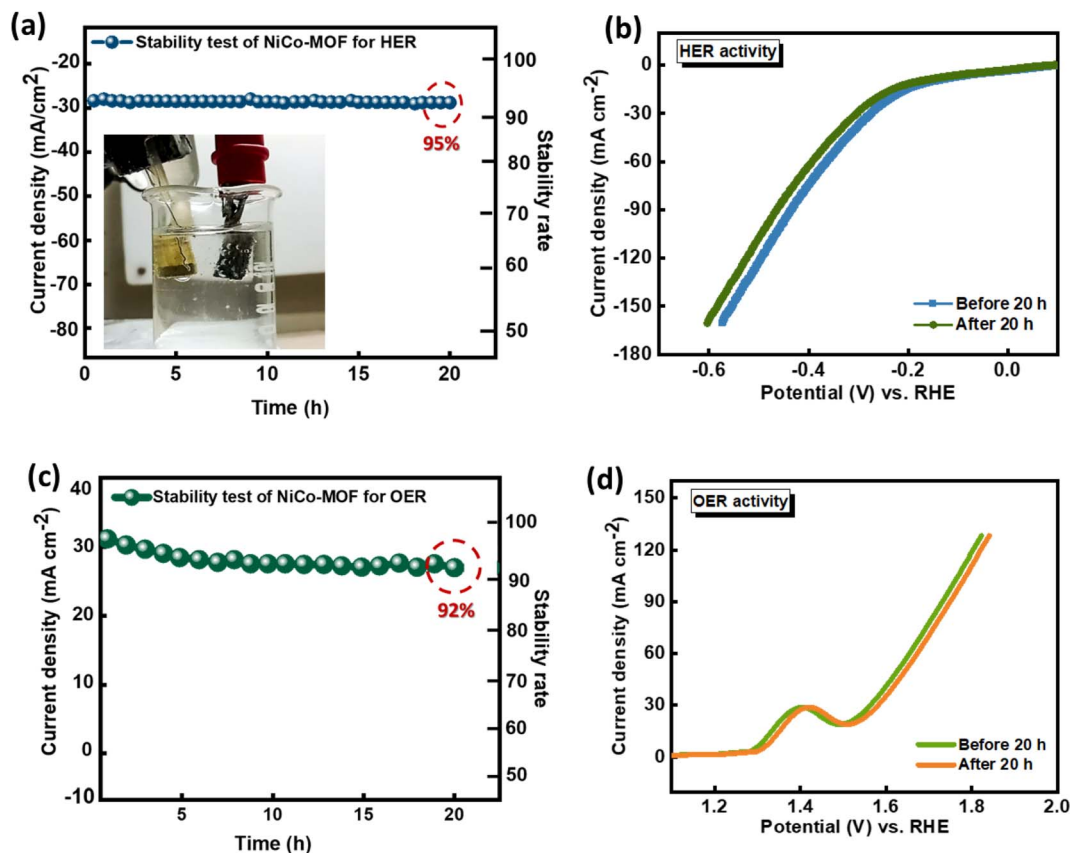 (a)
Stability test of NiCo-MOF for HER
-20
-30
-40
-50
-60
-70
-80
Current density (mA/cm²)
100
90
80
70
60
50
Stability rate
95%
0 5 10 15 20
Time (h)
(b)
HER activity
0
-30
-60
-90
-120
-150
-180
Current density (mA cm⁻²)
Before 20 h
After 20 h
-0.6 -0.4 -0.2 0.0
Potential (V) vs. RHE
(c)
Stability test of NiCo-MOF for OER
40
30
20
10
0
-10
Current density (mA cm⁻²)
100
90
80
70
60
50
Stability rate
92%
5 10 15 20
Time (h)
(d)
OER activity
150
120
90
60
30
0
Current density (mA cm⁻²)
Before 20 h
After 20 h
1.2 1.4 1.6 1.8 2.0
Potential (V) vs. RHE